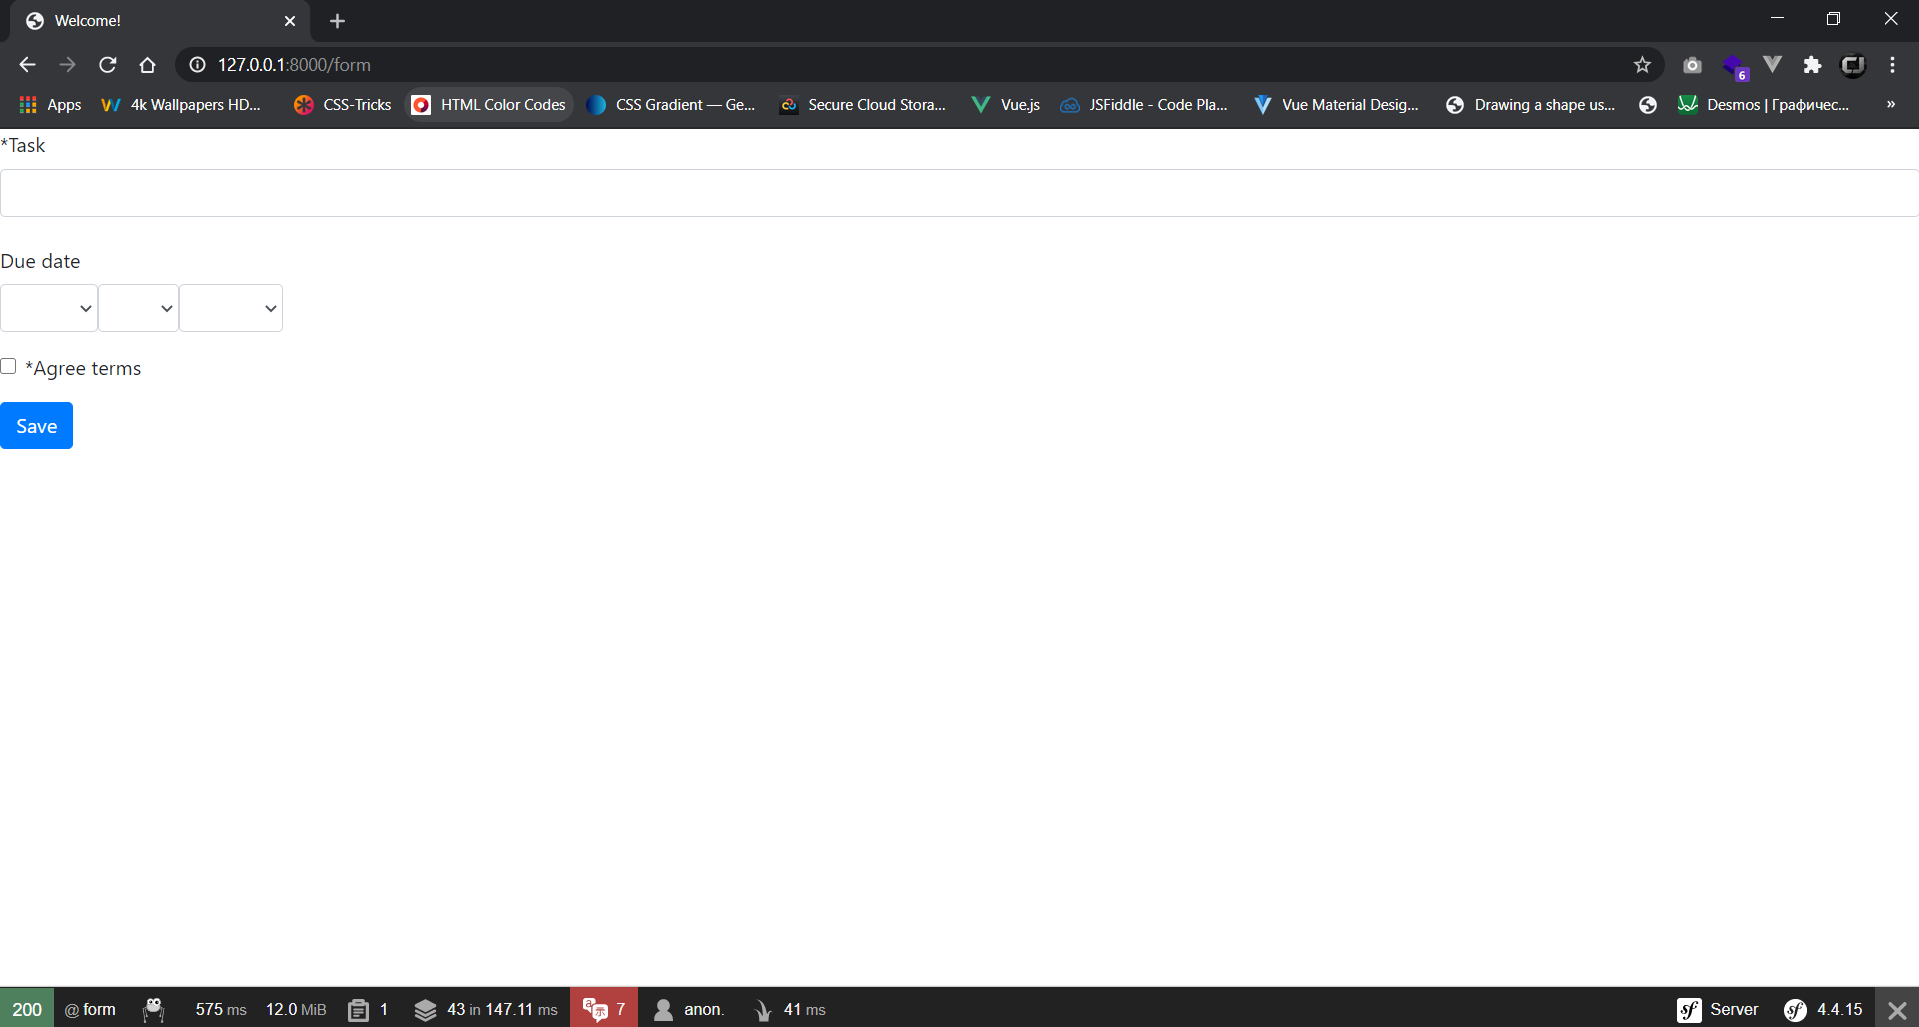 Welcome!
127.0.0.1:8000/form
6
Apps
4k Wallpapers HD...
CSS-Tricks
HTML Color Codes
CSS Gradient — Ge...
Secure Cloud Stora...
Vue.js
JSFiddle - Code Pla...
Vue Material Desig...
Drawing a shape us...
Desmos | Графичес...
»
*Task
Due date
*Agree terms
Save
200 @ form 575 ms 12.0 MiB 1 43 in 147.11 ms 7 anon. 41 ms sf Server sf 4.4.15